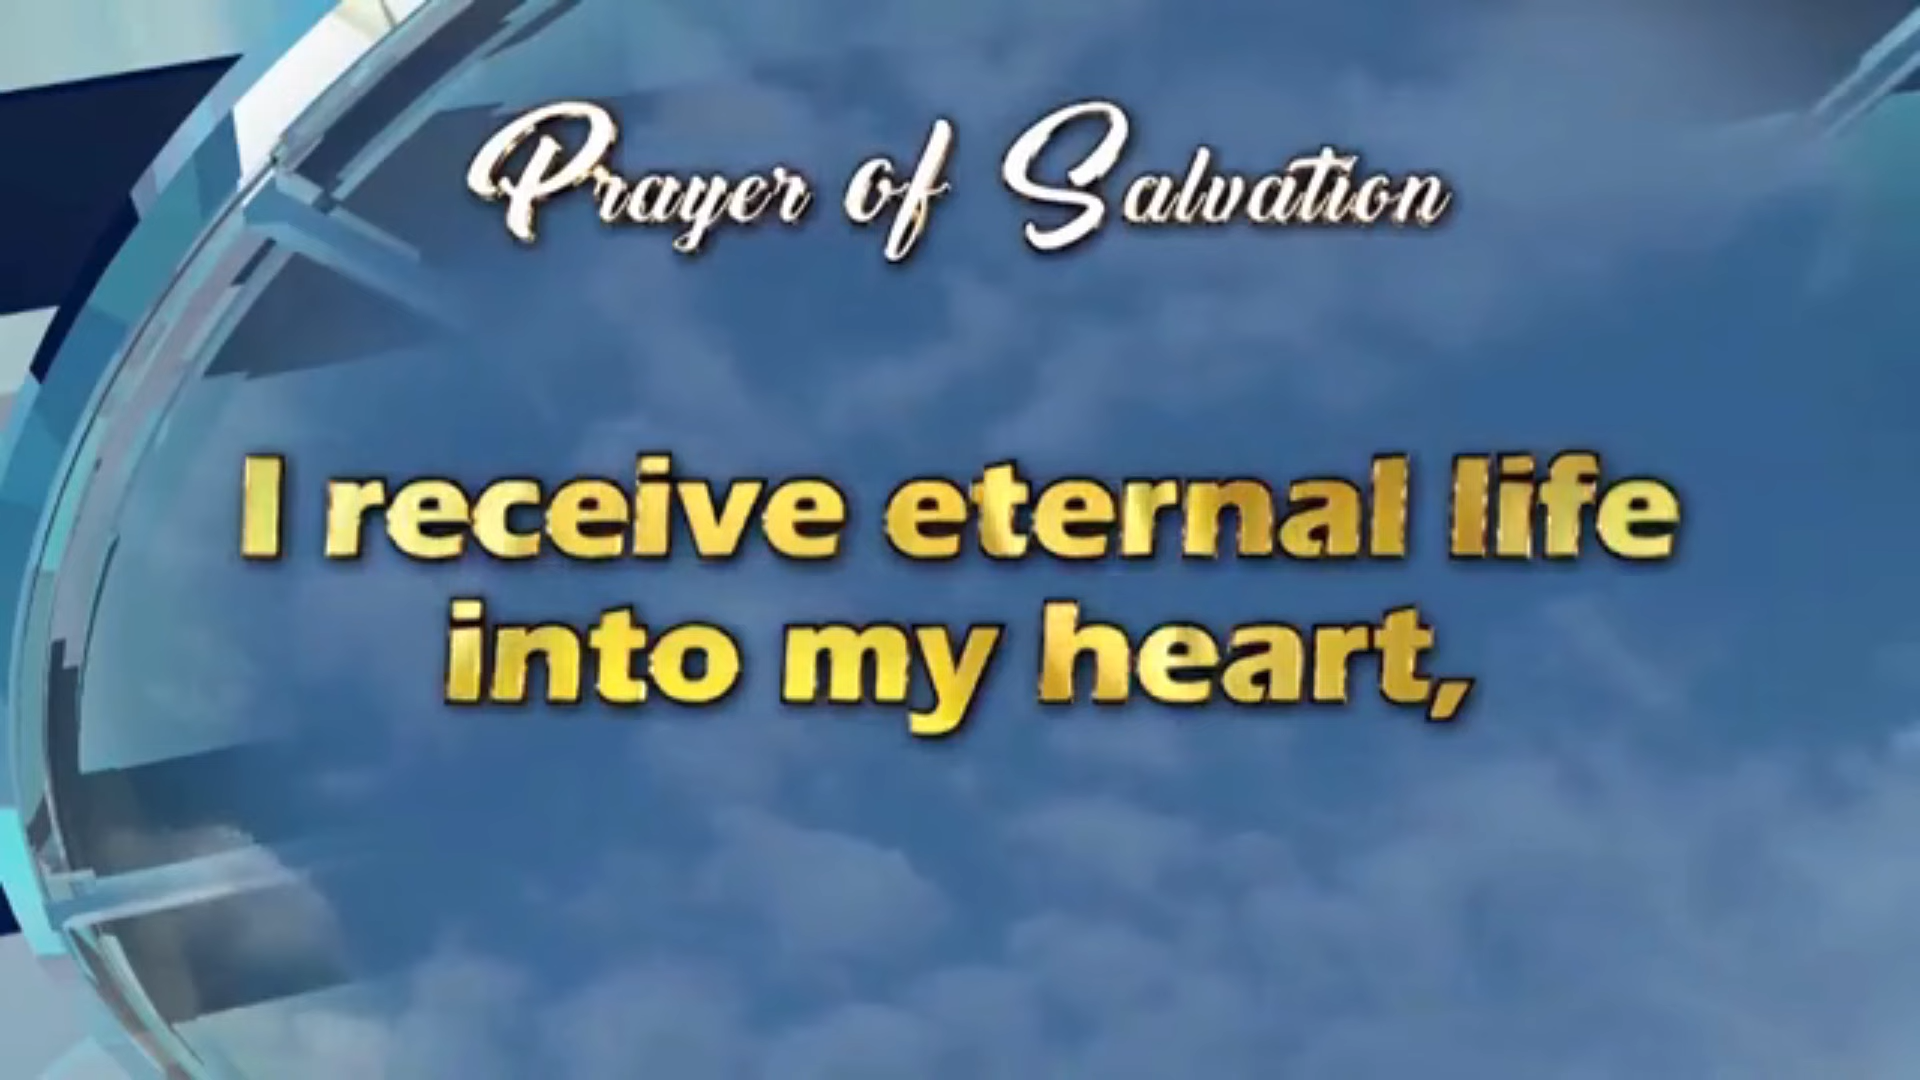 Prayer of Salvation
I receive eternal life
into my heart,